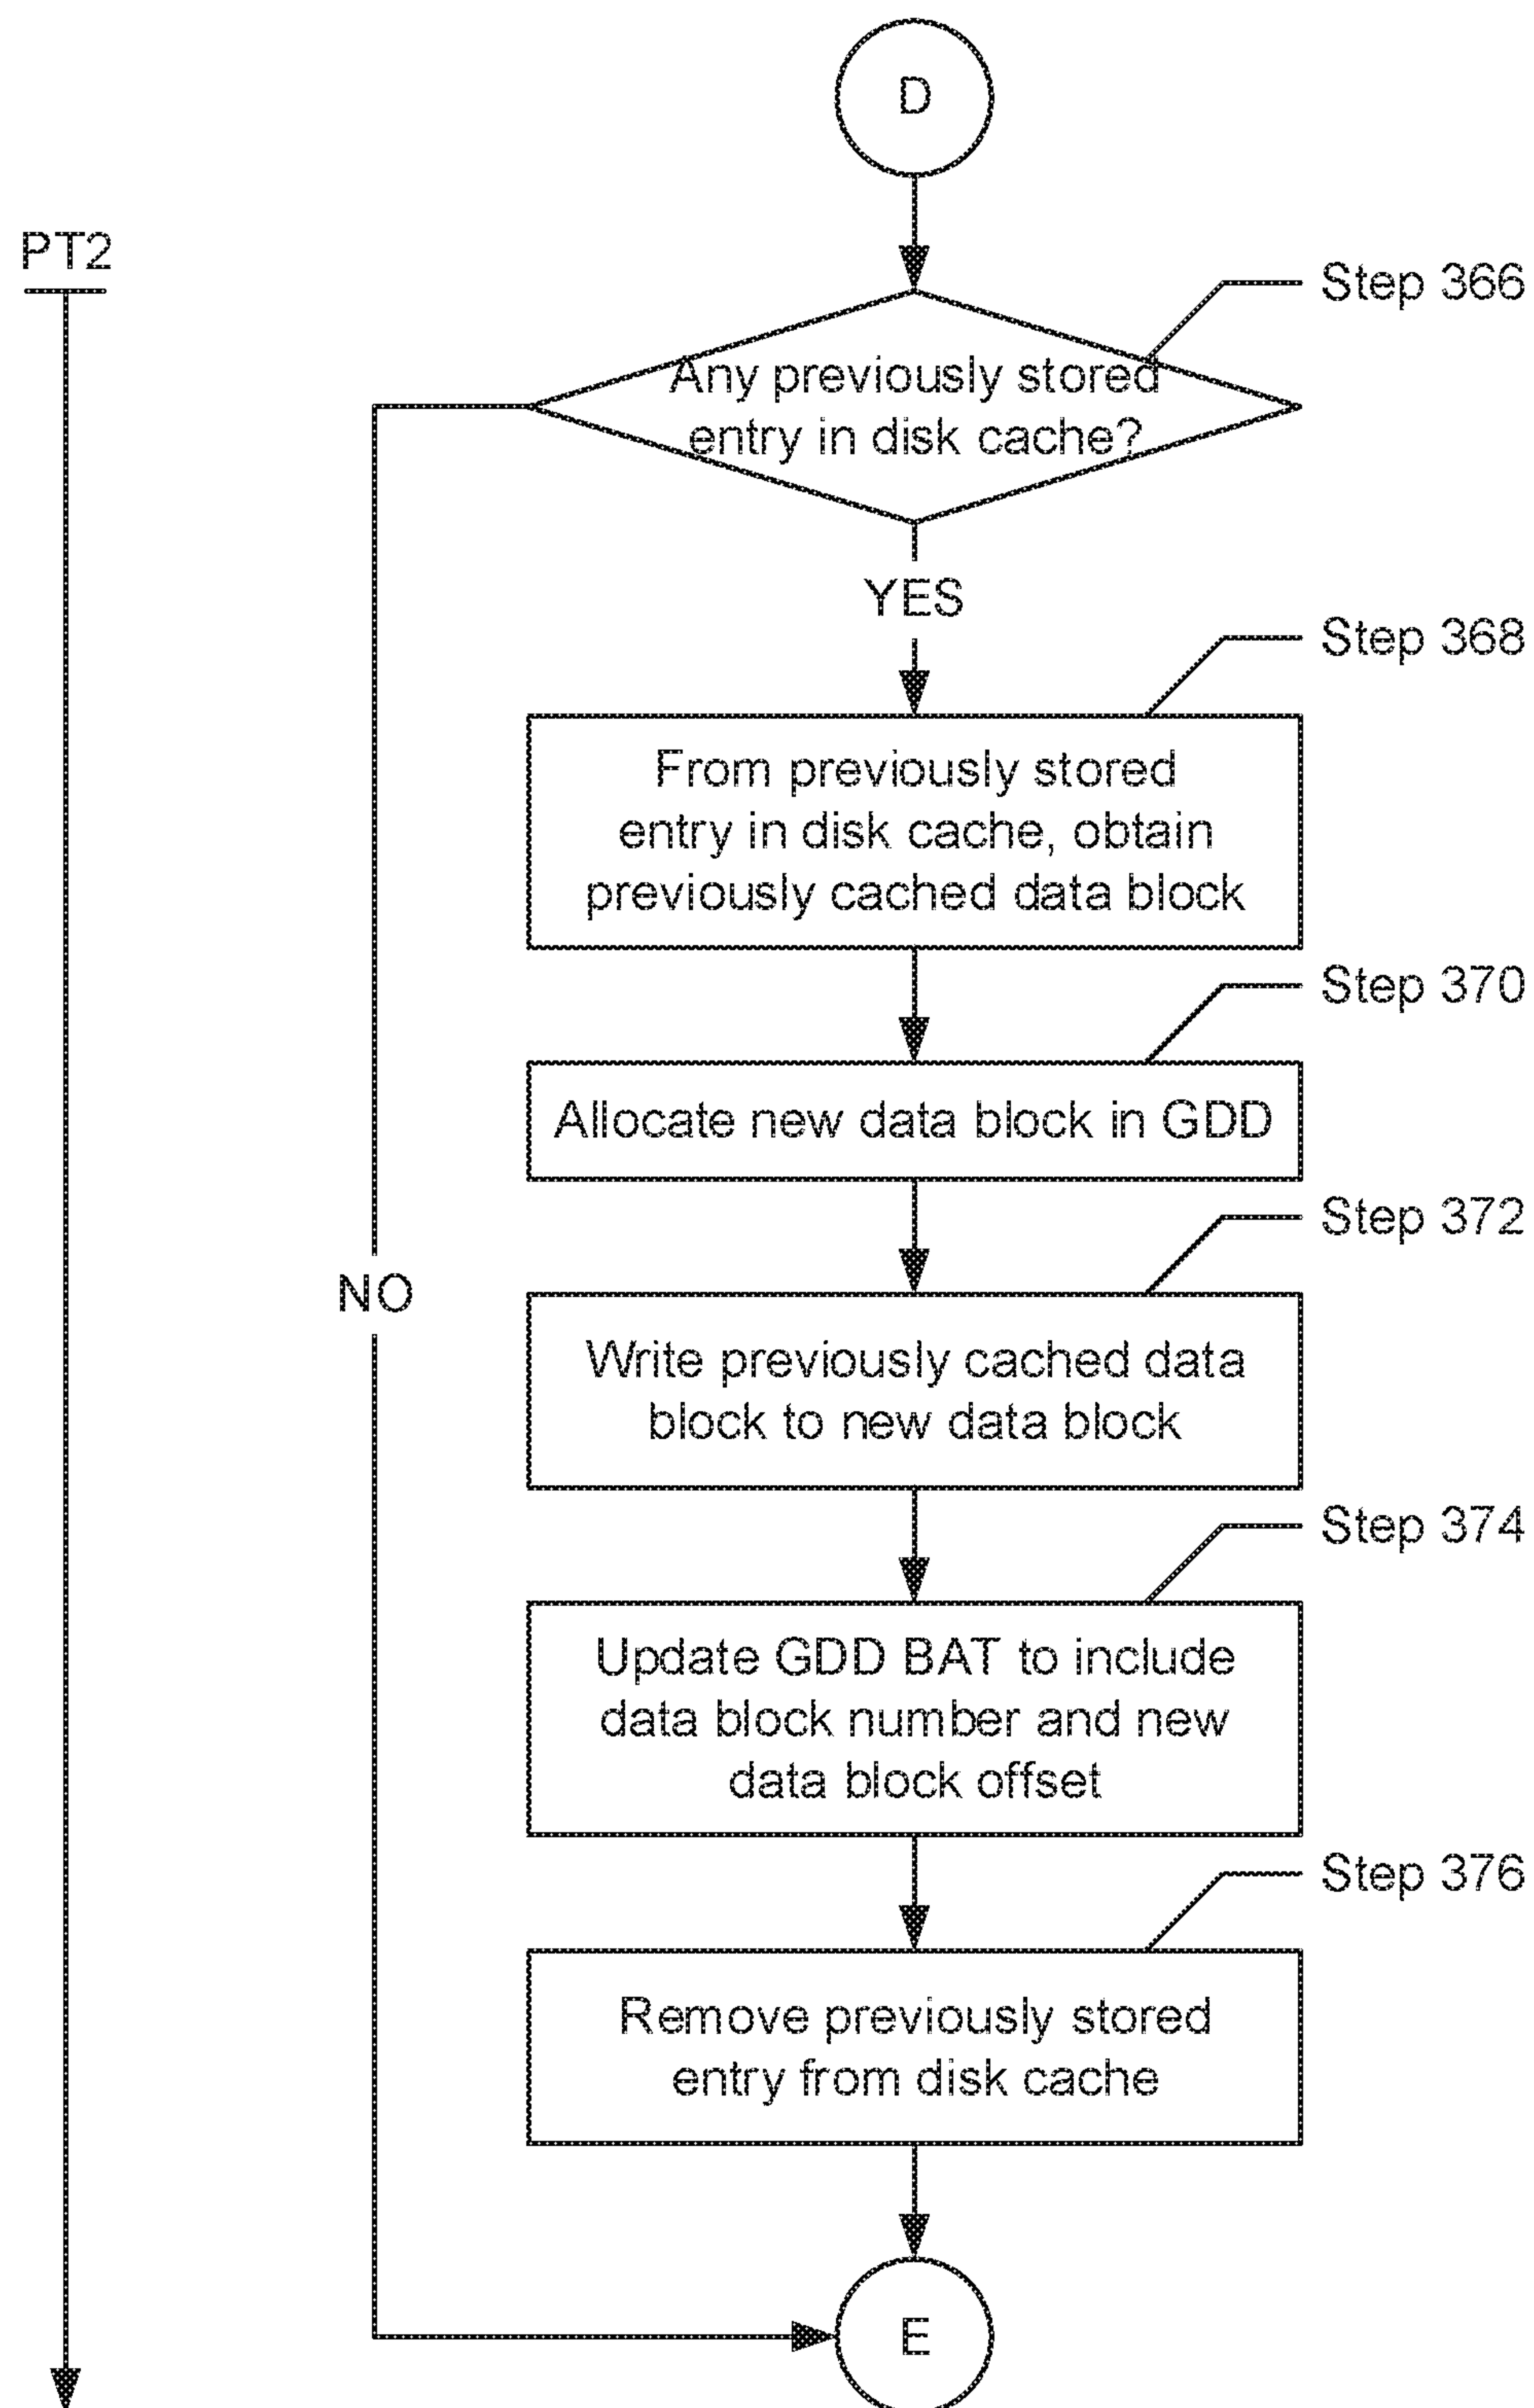 D
PT2
Step 366
Any previously stored
entry in disk cache?
YES
Step 368
From previously stored
entry in disk cache, obtain
previously cached data block
Step 370
Allocate new data block in GDD
Step 372
NO
Write previously cached data
block to new data block
Step 374
Update GDD BAT to include
data block number and new
data block offset
Step 376
Remove previously stored
entry from disk cache
E